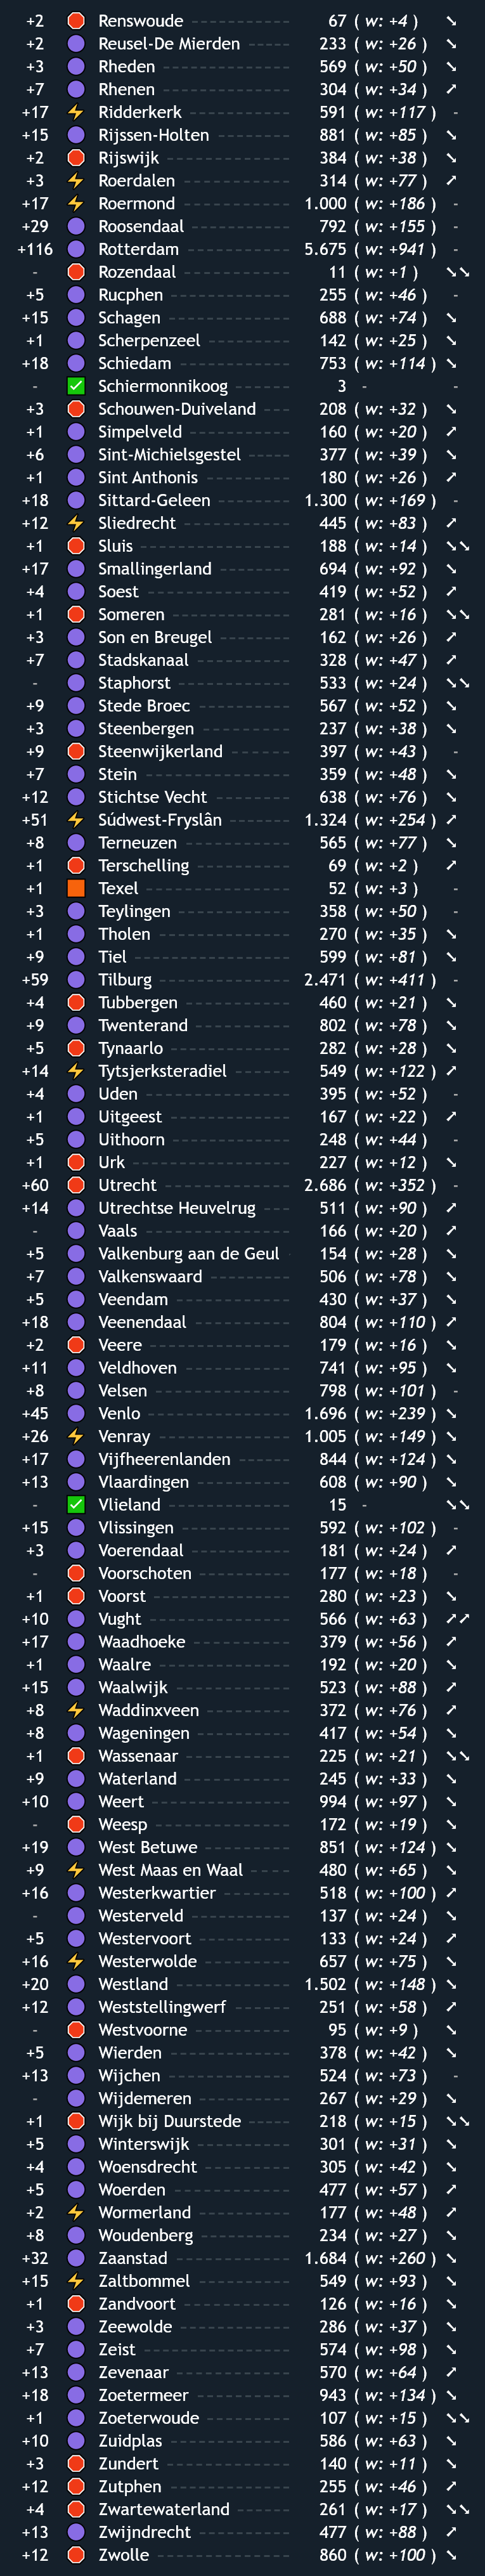 +2 Renswoude 67 ( w: +4 ) ↘
+2 Reusel-De Mierden 233 ( w: +26 ) ↘
+3 Rheden 569 ( w: +50 ) ↘
+7 Rhenen 304 ( w: +34 ) ↗
+17 Ridderkerk 591 ( w: +117 ) -
+15 Rijssen-Holten 881 ( w: +85 ) ↘
+2 Rijswijk 384 ( w: +38 ) ↘
+3 Roerdalen 314 ( w: +77 ) ↗
+17 Roermond 1.000 ( w: +186 ) -
+29 Roosendaal 792 ( w: +155 ) -
+116 Rotterdam 5.675 ( w: +941 ) -
- Rozendaal 11 ( w: +1 ) ↘↘
+5 Rucphen 255 ( w: +46 ) -
+15 Schagen 688 ( w: +74 ) ↘
+1 Scherpenzeel 142 ( w: +25 ) ↘
+18 Schiedam 753 ( w: +114 ) ↘
- Schiermonnikoog 3 - -
+3 Schouwen-Duiveland 208 ( w: +32 ) ↘
+1 Simpelveld 160 ( w: +20 ) ↗
+6 Sint-Michielsgestel 377 ( w: +39 ) ↘
+1 Sint Anthonis 180 ( w: +26 ) ↗
+18 Sittard-Geleen 1.300 ( w: +169 ) -
+12 Sliedrecht 445 ( w: +83 ) ↗
+1 Sluis 188 ( w: +14 ) ↘↘
+17 Smallingerland 694 ( w: +92 ) ↘
+4 Soest 419 ( w: +52 ) ↗
+1 Someren 281 ( w: +16 ) ↘↘
+3 Son en Breugel 162 ( w: +26 ) ↗
+7 Stadskanaal 328 ( w: +47 ) ↗
- Staphorst 533 ( w: +24 ) ↘↘
+9 Stede Broec 567 ( w: +52 ) ↘
+3 Steenbergen 237 ( w: +38 ) ↘
+9 Steenwijkerland 397 ( w: +43 ) -
+7 Stein 359 ( w: +48 ) ↘
+12 Stichtse Vecht 638 ( w: +76 ) ↘
+51 Súdwest-Fryslân 1.324 ( w: +254 ) ↗
+8 Terneuzen 565 ( w: +77 ) ↘
+1 Terschelling 69 ( w: +2 ) ↗
+1 Texel 52 ( w: +3 ) -
+3 Teylingen 358 ( w: +50 ) -
+1 Tholen 270 ( w: +35 ) ↘
+9 Tiel 599 ( w: +81 ) ↘
+59 Tilburg 2.471 ( w: +411 ) -
+4 Tubbergen 460 ( w: +21 ) ↘
+9 Twenterand 802 ( w: +78 ) ↘
+5 Tynaarlo 282 ( w: +28 ) ↘
+14 Tytsjerksteradiel 549 ( w: +122 ) ↗
+4 Uden 395 ( w: +52 ) -
+1 Uitgeest 167 ( w: +22 ) ↗
+5 Uithoorn 248 ( w: +44 ) -
+1 Urk 227 ( w: +12 ) ↘
+60 Utrecht 2.686 ( w: +352 ) -
+14 Utrechtse Heuvelrug 511 ( w: +90 ) ↗
- Vaals 166 ( w: +20 ) ↗
+5 Valkenburg aan de Geul 154 ( w: +28 ) ↘
+7 Valkenswaard 506 ( w: +78 ) ↘
+5 Veendam 430 ( w: +37 ) ↘
+18 Veenendaal 804 ( w: +110 ) ↗
+2 Veere 179 ( w: +16 ) ↘
+11 Veldhoven 741 ( w: +95 ) ↘
+8 Velsen 798 ( w: +101 ) -
+45 Venlo 1.696 ( w: +239 ) ↘
+26 Venray 1.005 ( w: +149 ) ↘
+17 Vijfheerenlanden 844 ( w: +124 ) ↘
+13 Vlaardingen 608 ( w: +90 ) ↘
- Vlieland 15 - ↘↘
+15 Vlissingen 592 ( w: +102 ) -
+3 Voerendaal 181 ( w: +24 ) ↗
- Voorschoten 177 ( w: +18 ) -
+1 Voorst 280 ( w: +23 ) ↘
+10 Vught 566 ( w: +63 ) ↗↗
+17 Waadhoeke 379 ( w: +56 ) ↗
+1 Waalre 192 ( w: +20 ) ↘
+15 Waalwijk 523 ( w: +88 ) ↗
+8 Waddinxveen 372 ( w: +76 ) ↗
+8 Wageningen 417 ( w: +54 ) ↘
+1 Wassenaar 225 ( w: +21 ) ↘↘
+9 Waterland 245 ( w: +33 ) ↘
+10 Weert 994 ( w: +97 ) ↘
- Weesp 172 ( w: +19 ) ↘
+19 West Betuwe 851 ( w: +124 ) ↘
+9 West Maas en Waal 480 ( w: +65 ) ↘
+16 Westerkwartier 518 ( w: +100 ) ↗
- Westerveld 137 ( w: +24 ) ↘
+5 Westervoort 133 ( w: +24 ) ↗
+16 Westerwolde 657 ( w: +75 ) ↘
+20 Westland 1.502 ( w: +148 ) ↘
+12 Weststellingwerf 251 ( w: +58 ) ↗
- Westvoorne 95 ( w: +9 ) ↘
+5 Wierden 378 ( w: +42 ) ↘
+13 Wijchen 524 ( w: +73 ) -
- Wijdemeren 267 ( w: +29 ) ↘
+1 Wijk bij Duurstede 218 ( w: +15 ) ↘↘
+5 Winterswijk 301 ( w: +31 ) ↘
+4 Woensdrecht 305 ( w: +42 ) ↘
+5 Woerden 477 ( w: +57 ) ↗
+2 Wormerland 177 ( w: +48 ) ↗
+8 Woudenberg 234 ( w: +27 ) ↘
+32 Zaanstad 1.684 ( w: +260 ) ↘
+15 Zaltbommel 549 ( w: +93 ) ↘
+1 Zandvoort 126 ( w: +16 ) ↘
+3 Zeewolde 286 ( w: +37 ) ↘
+7 Zeist 574 ( w: +98 ) ↘
+13 Zevenaar 570 ( w: +64 ) ↗
+18 Zoetermeer 943 ( w: +134 ) ↘
+1 Zoeterwoude 107 ( w: +15 ) ↘↘
+10 Zuidplas 586 ( w: +63 ) ↘
+3 Zundert 140 ( w: +11 ) ↘
+12 Zutphen 255 ( w: +46 ) ↗
+4 Zwartewaterland 261 ( w: +17 ) ↘↘
+13 Zwijndrecht 477 ( w: +88 ) ↗
+12 Zwolle 860 ( w: +100 ) ↘